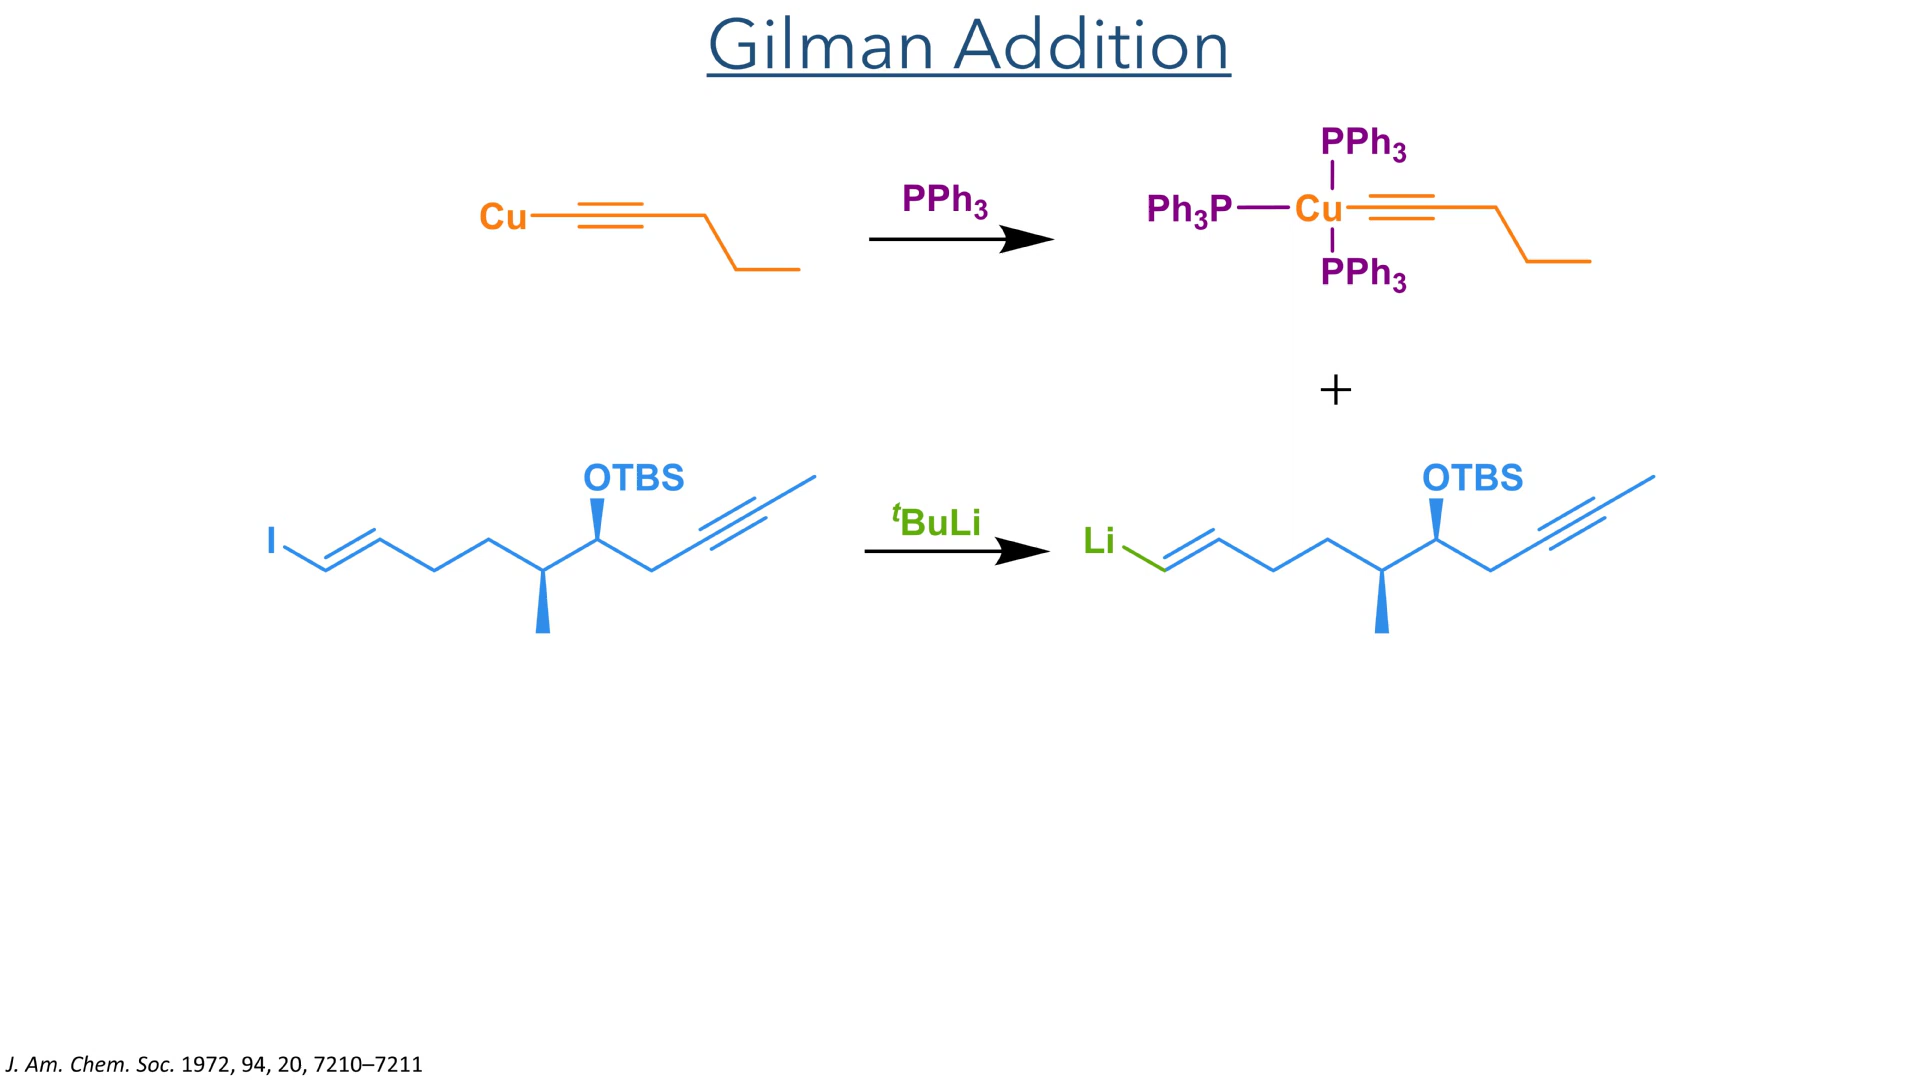 Gilman Addition
Cu
PPh3
PPh3
Ph3P
Cu
PPh3
+
I
OTBS
tBuLi
Li
OTBS
J. Am. Chem. Soc. 1972, 94, 20, 7210–7211